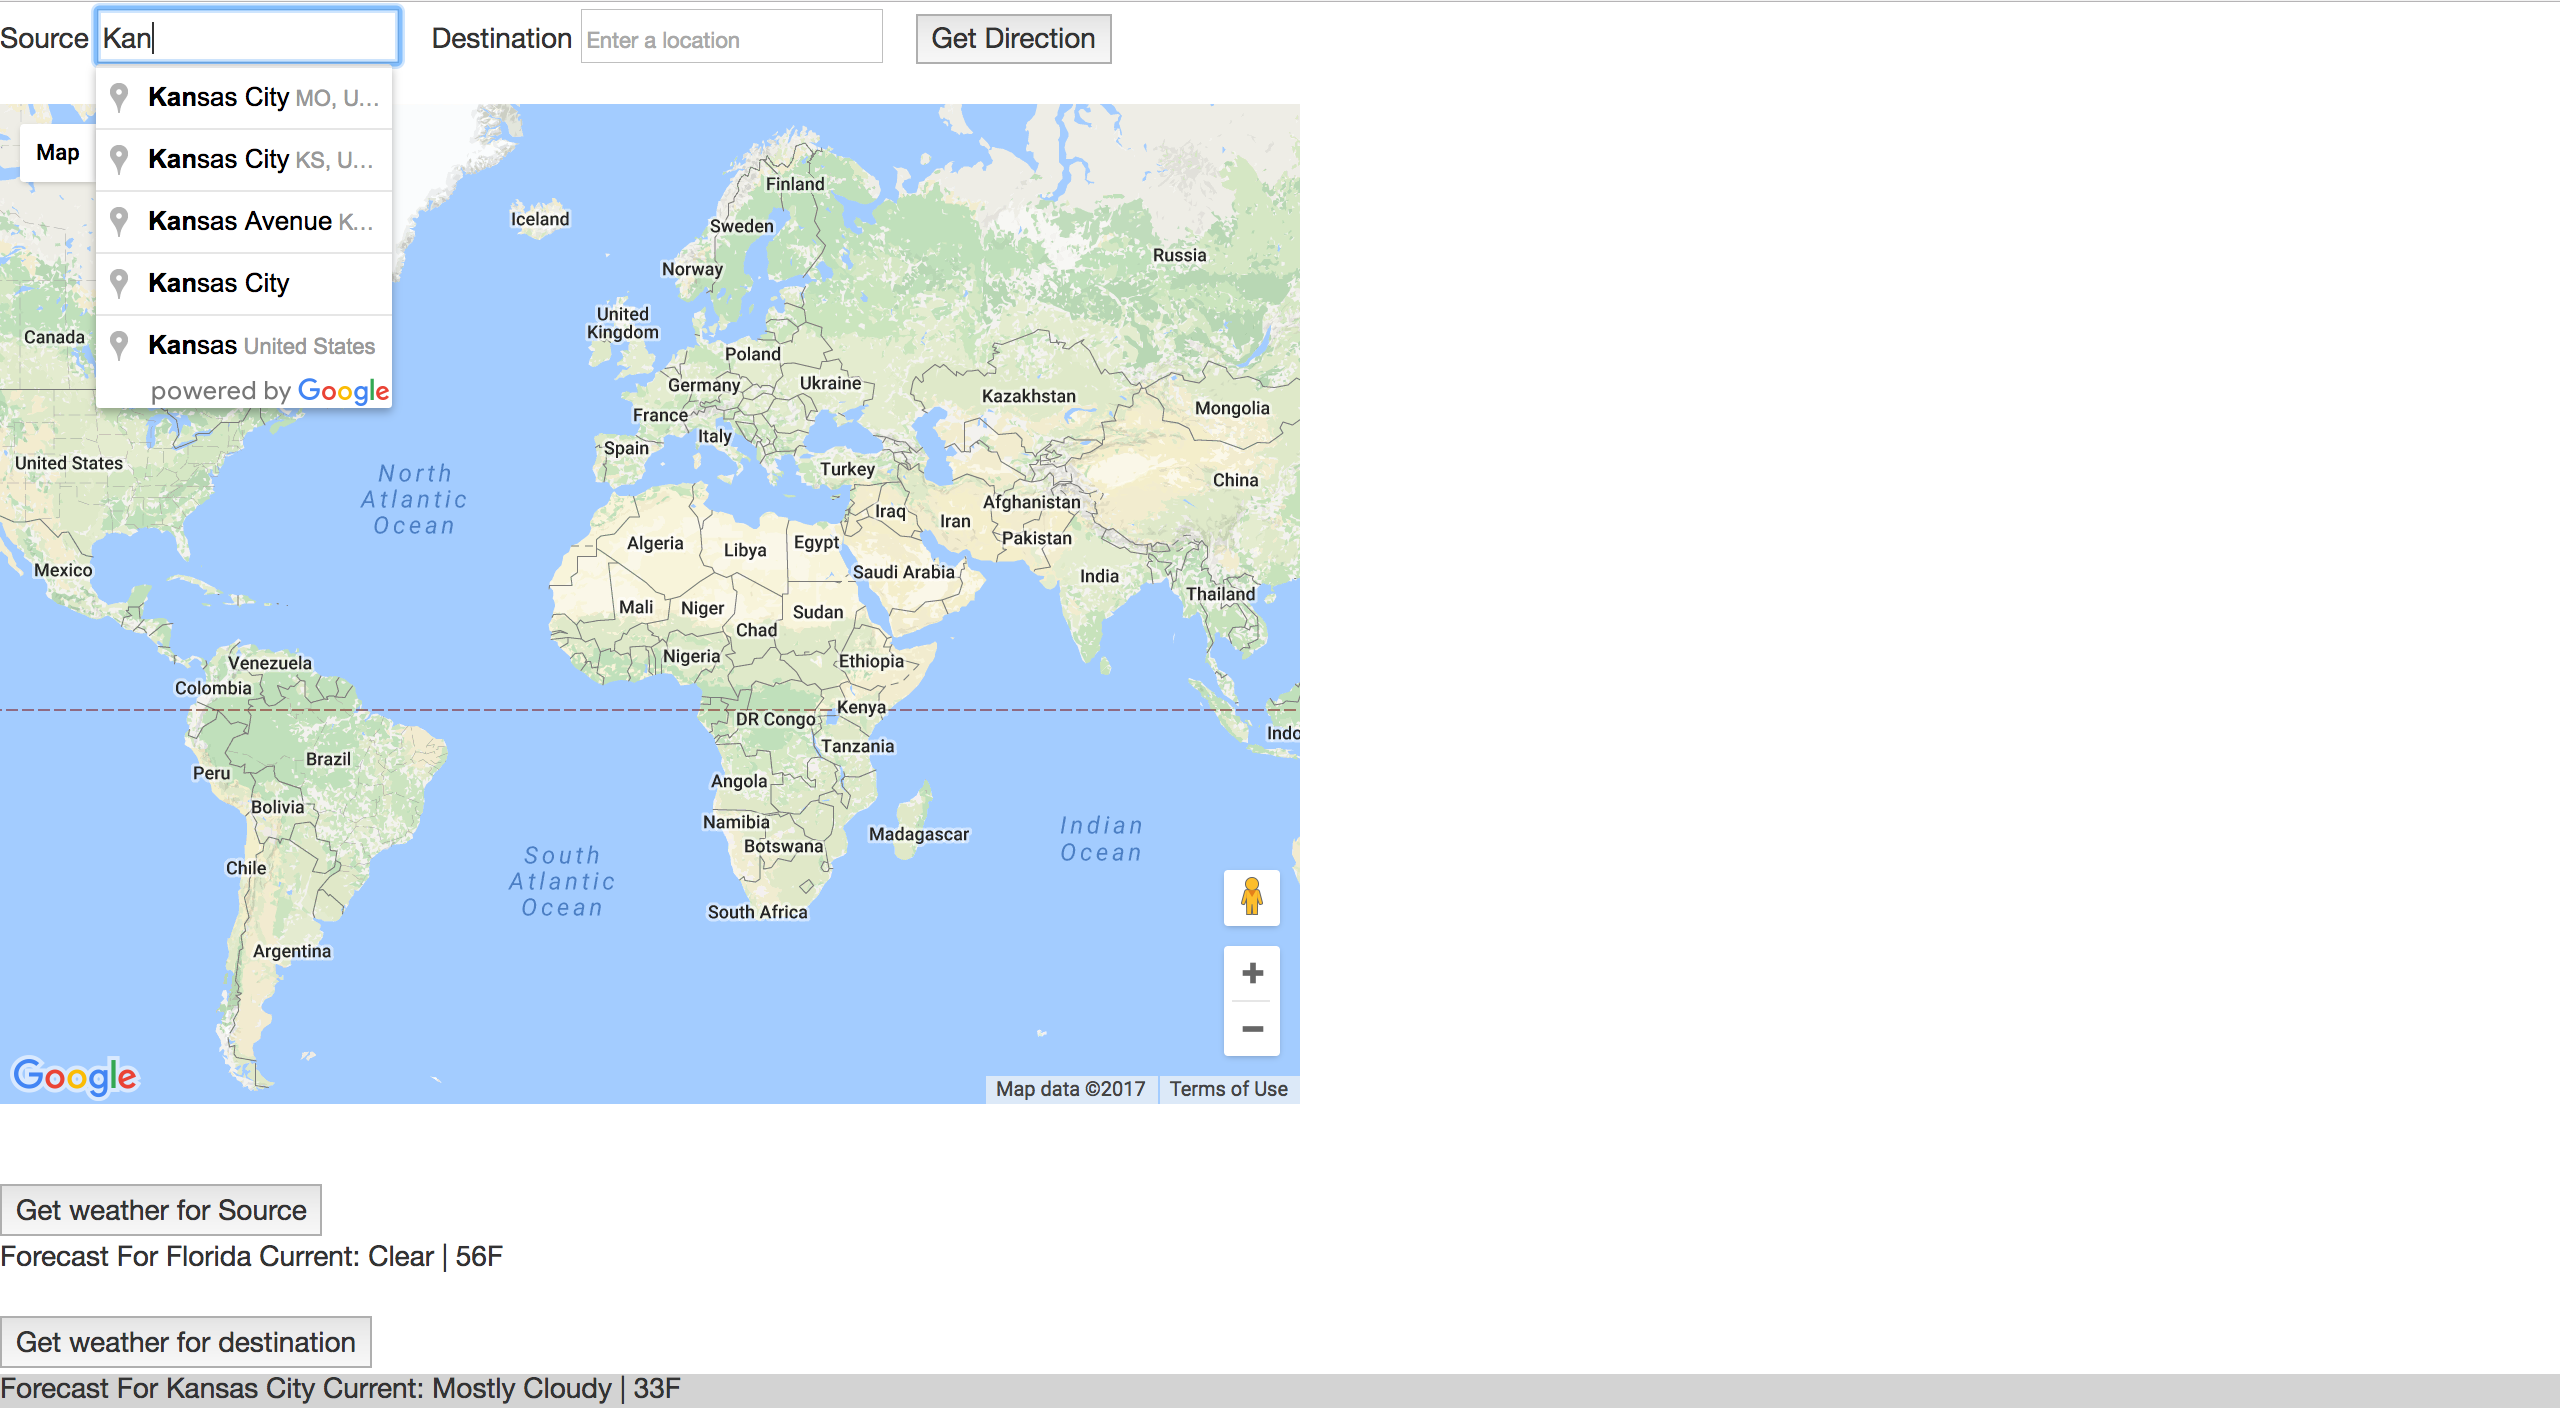 Source Kan Destination Enter a location Get Direction
Kansas City MO, U...
Kansas City KS, U...
Kansas Avenue K...
Kansas City
Kansas United States
powered by Google
Map
Finland
Iceland
Sweden
Russia
Norway
United
Kingdom
Canada
Poland
Germany
Ukraine
Kazakhstan
Mongolia
France
Italy
Spain
United States
Turkey
China
North
Atlantic
Ocean
Afghanistan
Iraq
Iran
Pakistan
Algeria
Libya
Egypt
Mexico
Saudi Arabia
India
Thailand
Mali
Niger
Sudan
Chad
Nigeria
Ethiopia
Venezuela
Colombia
Kenya
DR Congo
Indo
Tanzania
Brazil
Peru
Angola
Bolivia
Namibia
Madagascar
Indian
Ocean
Botswana
South
Atlantic
Ocean
Chile
South Africa
Argentina
+
−
Google
Map data ©2017 Terms of Use
Get weather for Source
Forecast For Florida Current: Clear | 56F
Get weather for destination
Forecast For Kansas City Current: Mostly Cloudy | 33F